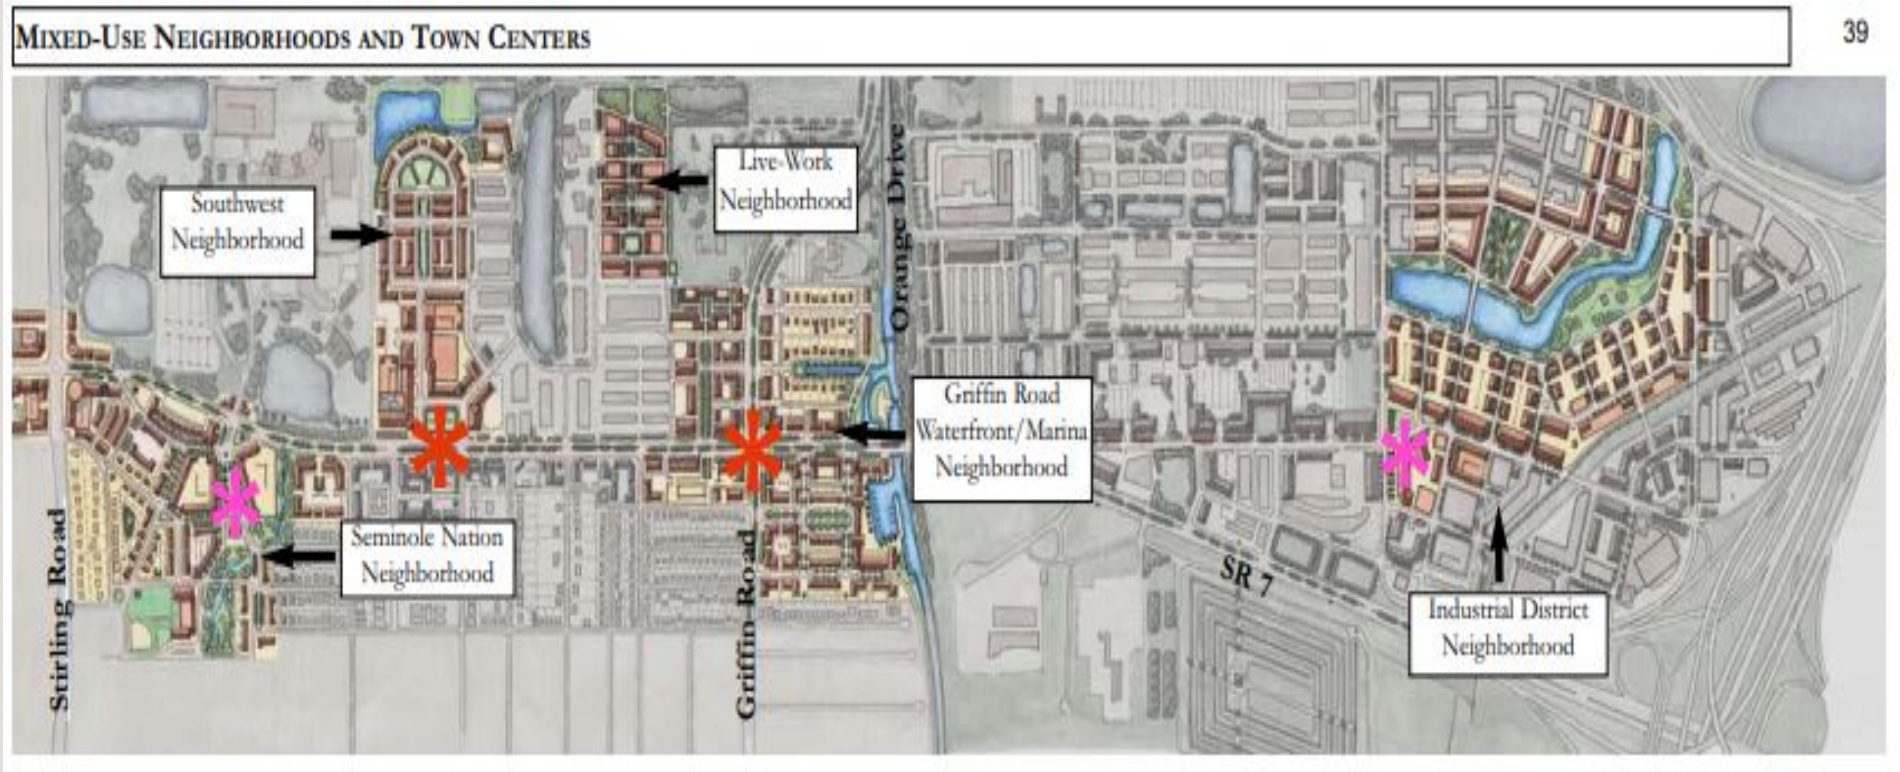 MIXED-USE NEIGHBORHOODS AND TOWN CENTERS
39
Southwest
Neighborhood
Live-Work
Neighborhood
Orange Drive
Griffin Road
Waterfront/Marina
Neighborhood
Seminole Nation
Neighborhood
Stirling Road
Griffin Road
SR 7
Industrial District
Neighborhood